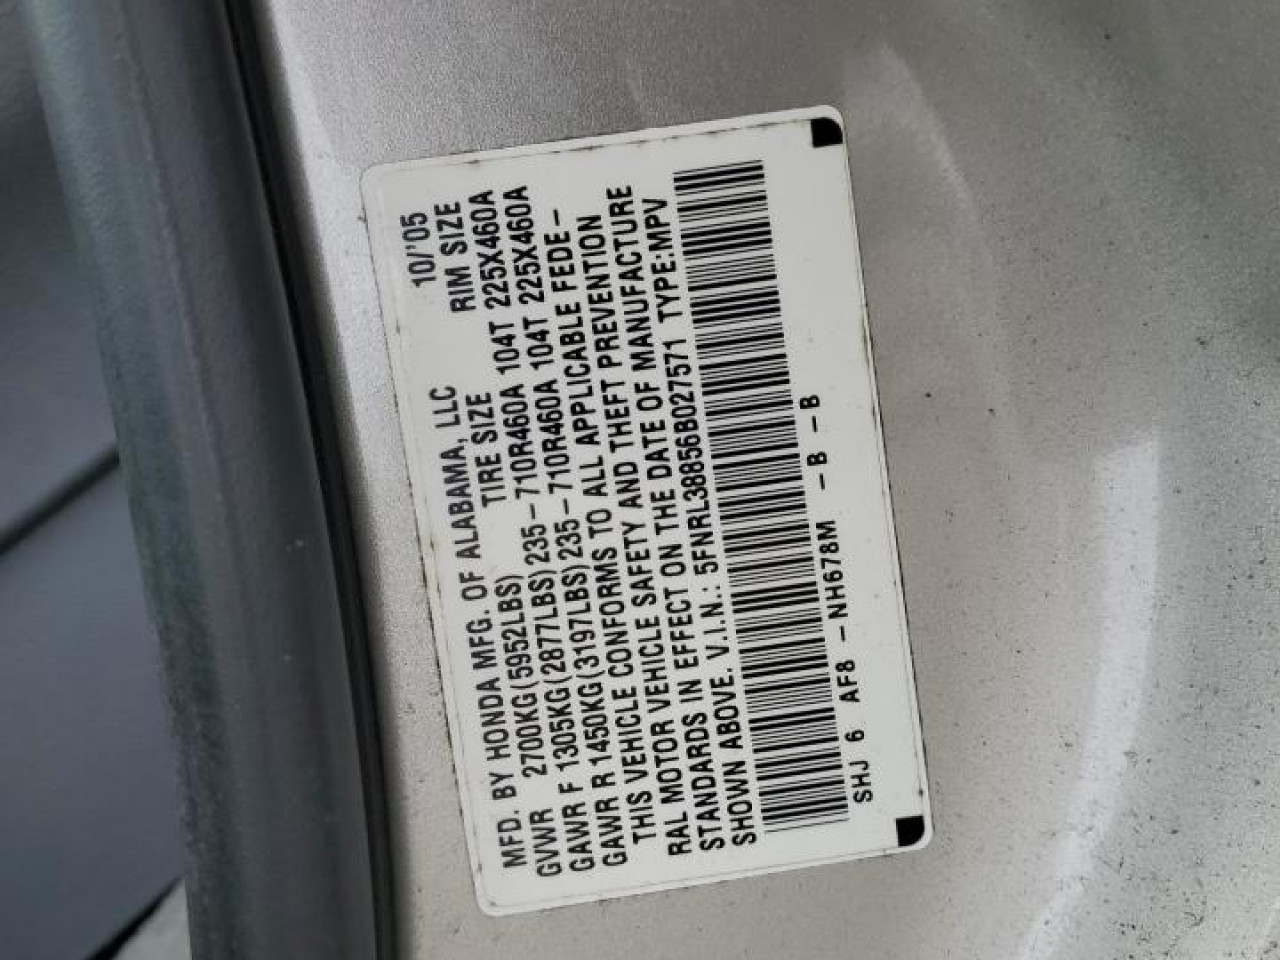 MFD. BY HONDA MFG. OF ALABAMA, LLC 10/'05
TIRE SIZE RIM SIZE
GVWR 2700KG(5952LBS)
GAWR F 1305KG(2877LBS)235-710R460A 104T 225X460A
GAWR R 1450KG(3197LBS)235-710R460A 104T 225X460A
THIS VEHICLE CONFORMS TO ALL APPLICABLE FEDE-
RAL MOTOR VEHICLE SAFETY AND THEFT PREVENTION
STANDARDS IN EFFECT ON THE DATE OF MANUFACTURE
SHOWN ABOVE. V.I.N.: 5FNRL38856B027571 TYPE:MPV
SHJ 6 AF8-NH678M -B-B